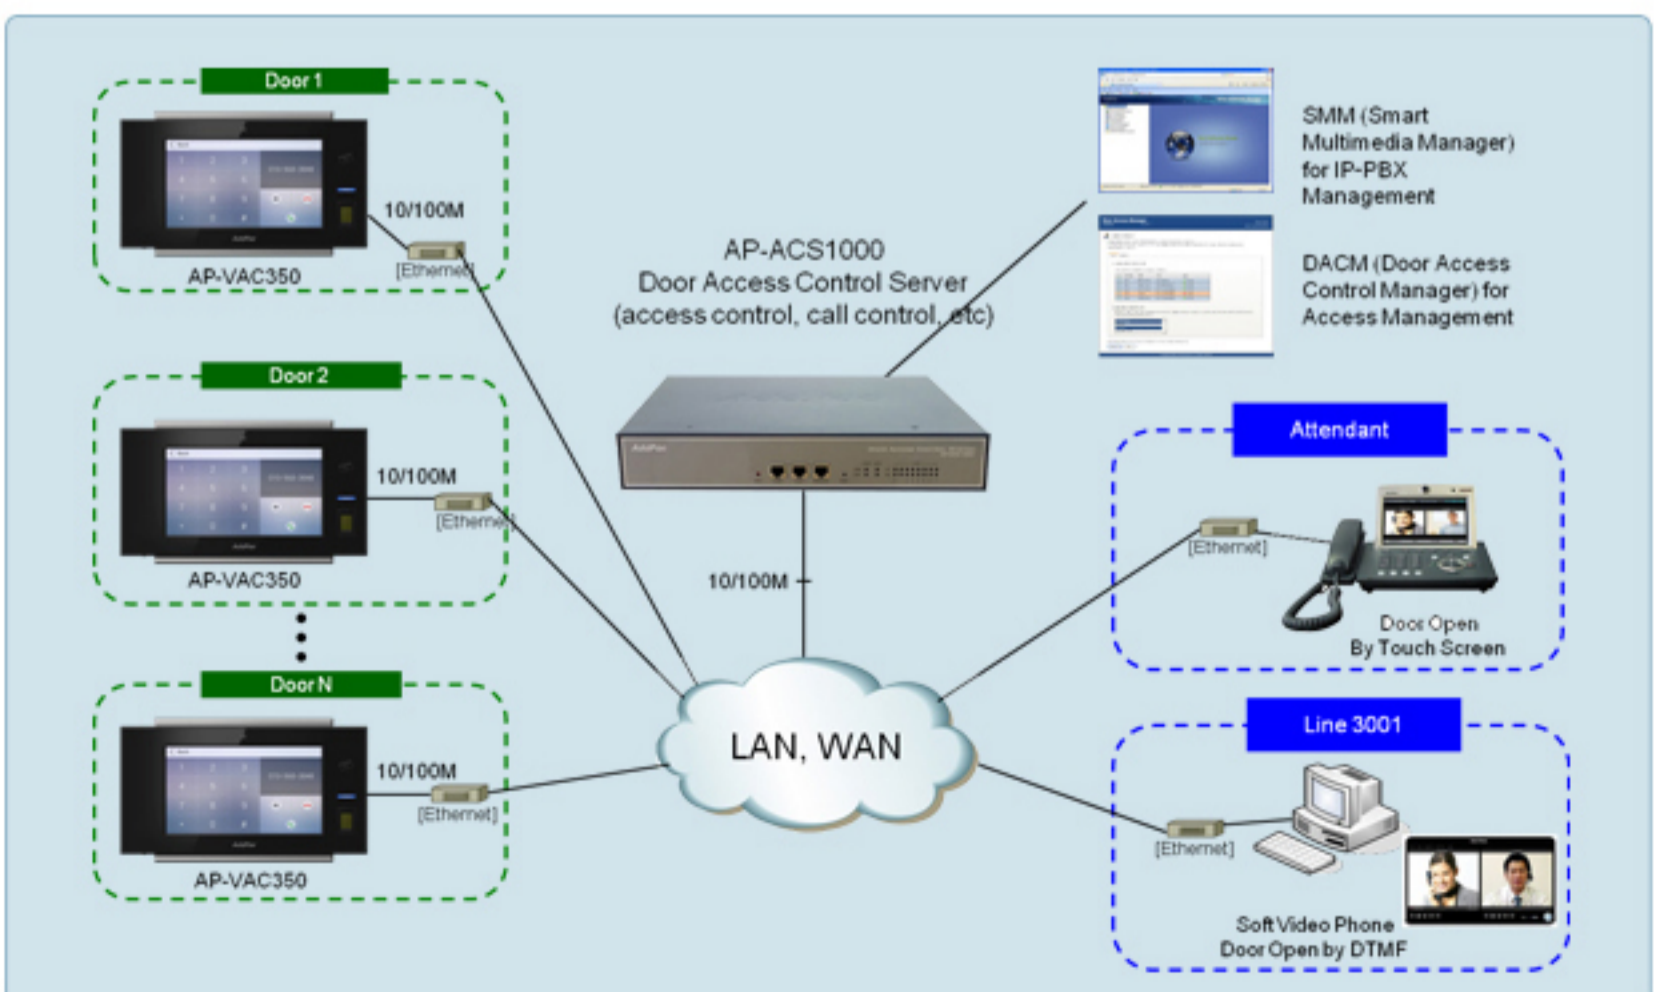 Door 1
10/100M
[Ethernet]
AP-VAC350
Door 2
10/100M
[Ethernet]
AP-VAC350
Door N
10/100M
[Ethernet]
AP-VAC350
AP-ACS1000
Door Access Control Server
(access control, call control, etc)
AddPac
10/100M
LAN, WAN
SMM (Smart
Multimedia Manager)
for IP-PBX
Management
DACM (Door Access
Control Manager) for
Access Management
Attendant
[Ethernet]
Door Open
By Touch Screen
Line 3001
[Ethernet]
Soft Video Phone
Door Open by DTMF